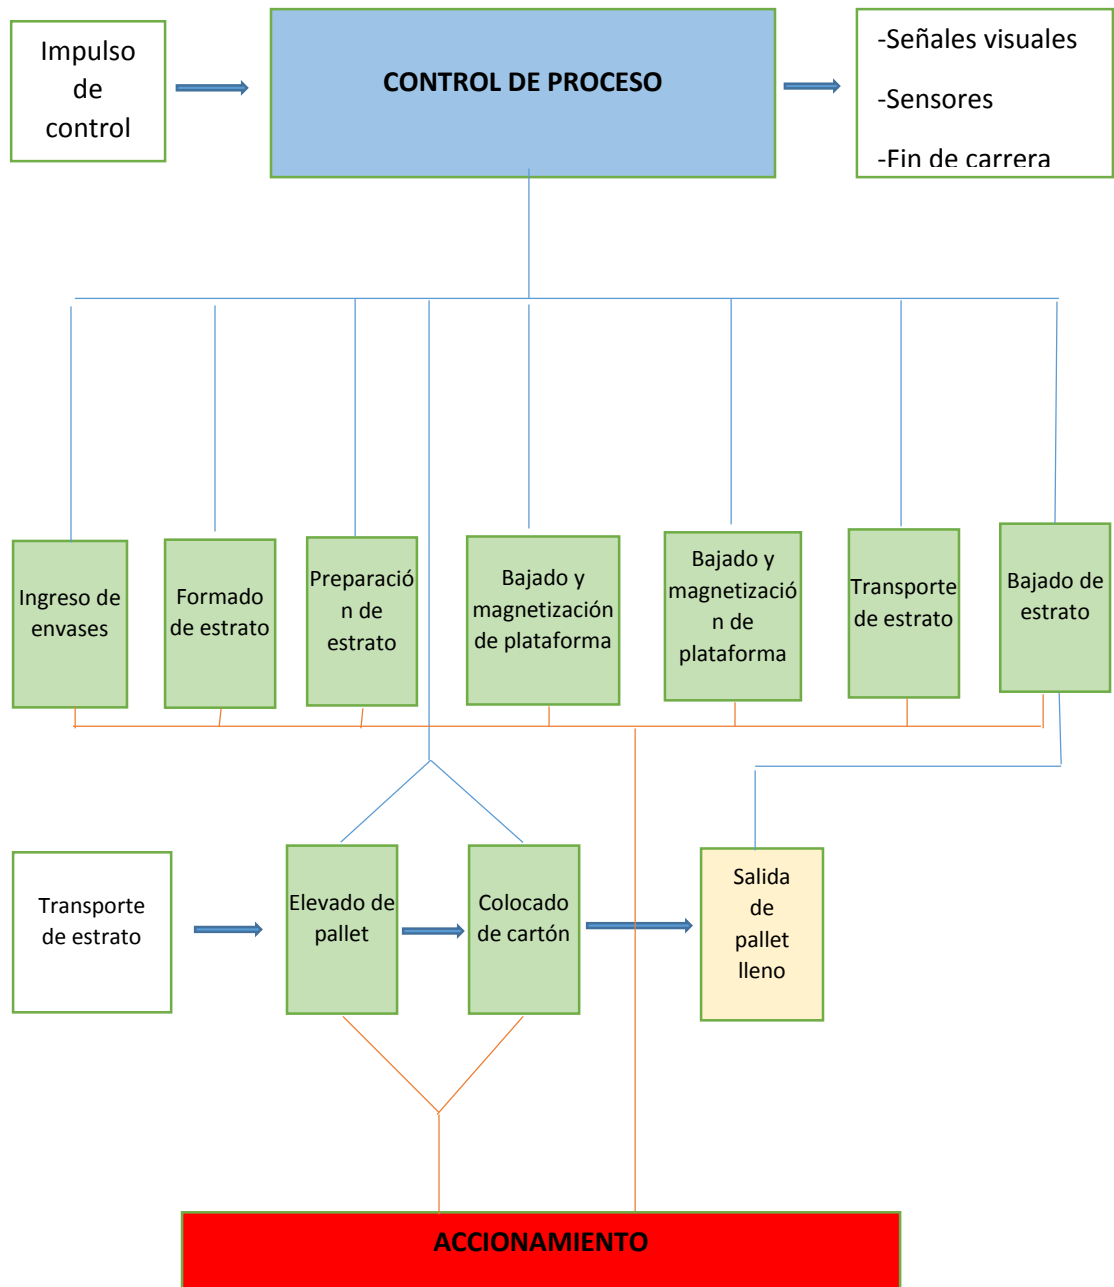 Impulso
de
control
CONTROL DE PROCESO
-Señales visuales
-Sensores
-Fin de carrera
Ingreso de
envases
Formado
de estrato
Preparació
n de
estrato
Bajado y
magnetización
de plataforma
Bajado y
magnetizació
n de
plataforma
Transporte
de estrato
Bajado de
estrato
Transporte
de estrato
Elevado de
pallet
Colocado
de cartón
Salida
de
pallet
lleno
ACCIONAMIENTO